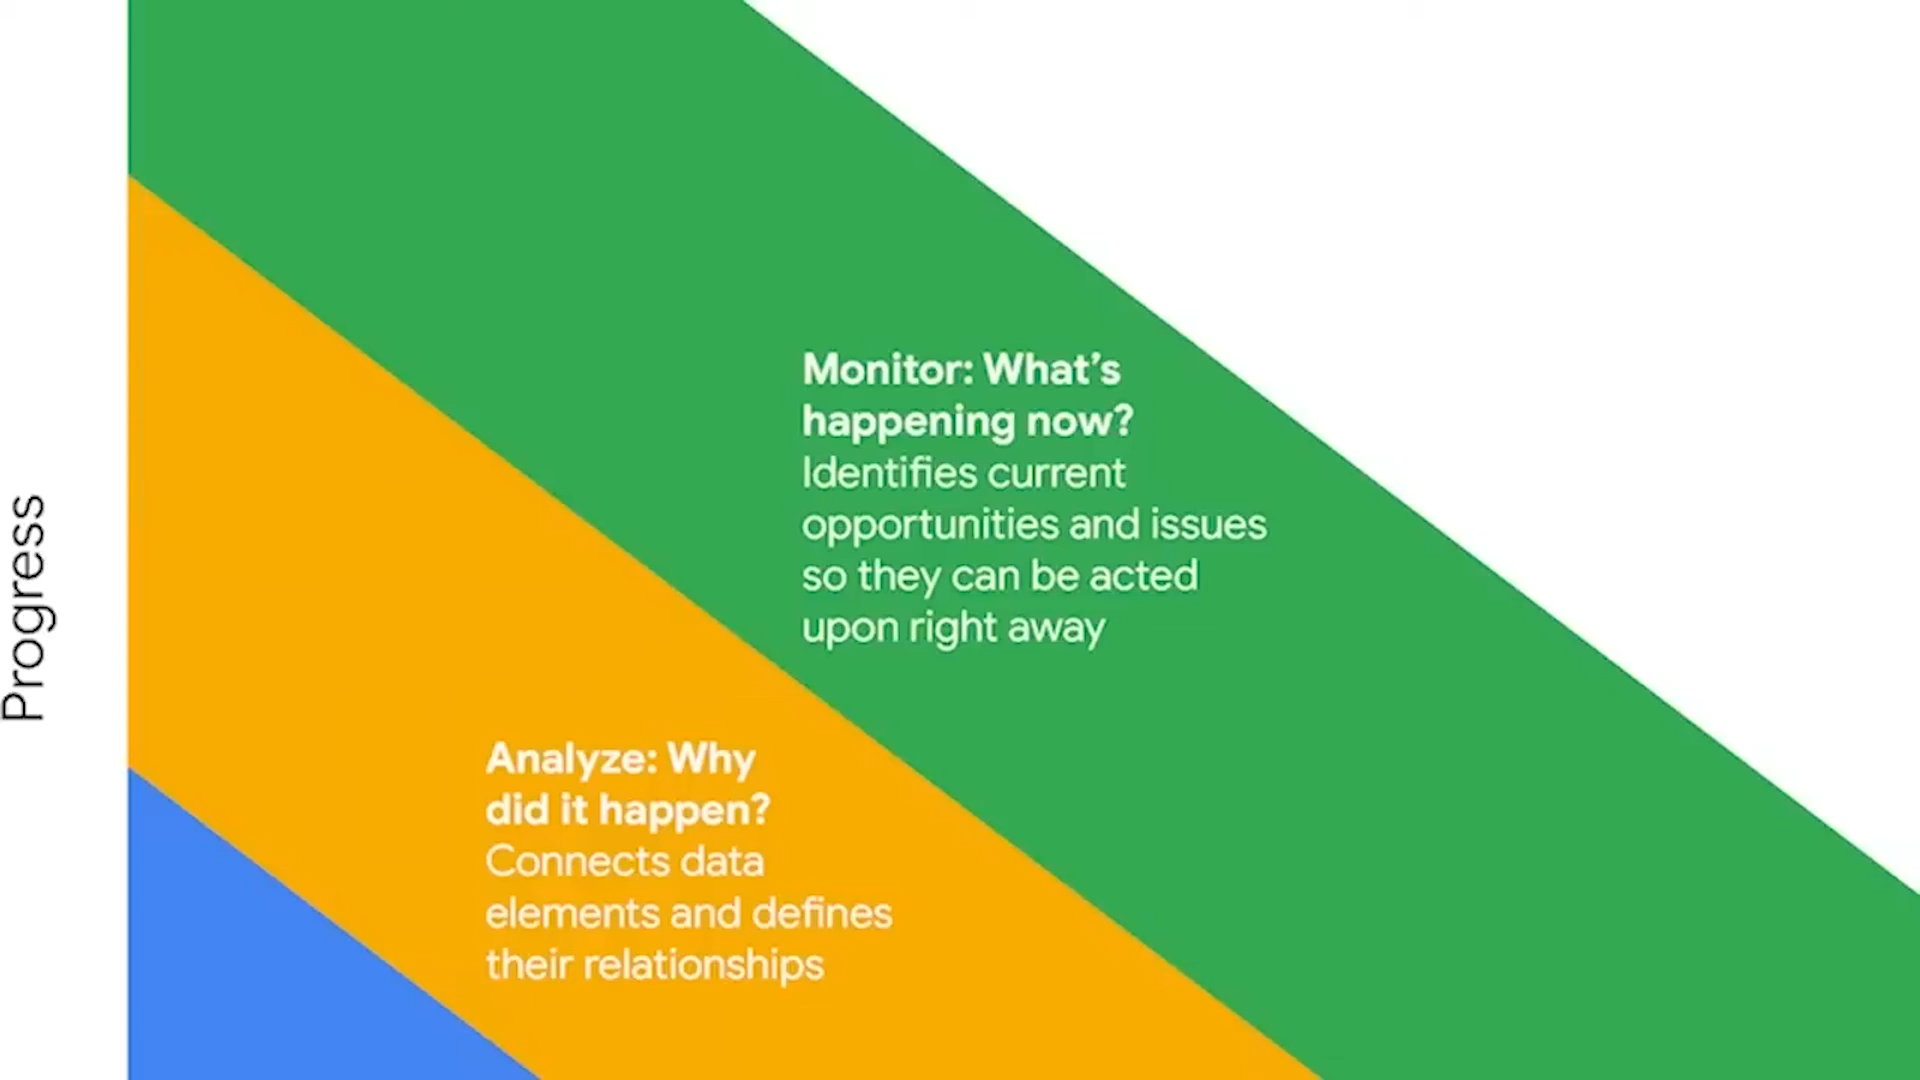 Progress
Monitor: What's
happening now?
Identifies current
opportunities and issues
so they can be acted
upon right away
Analyze: Why
did it happen?
Connects data
elements and defines
their relationships